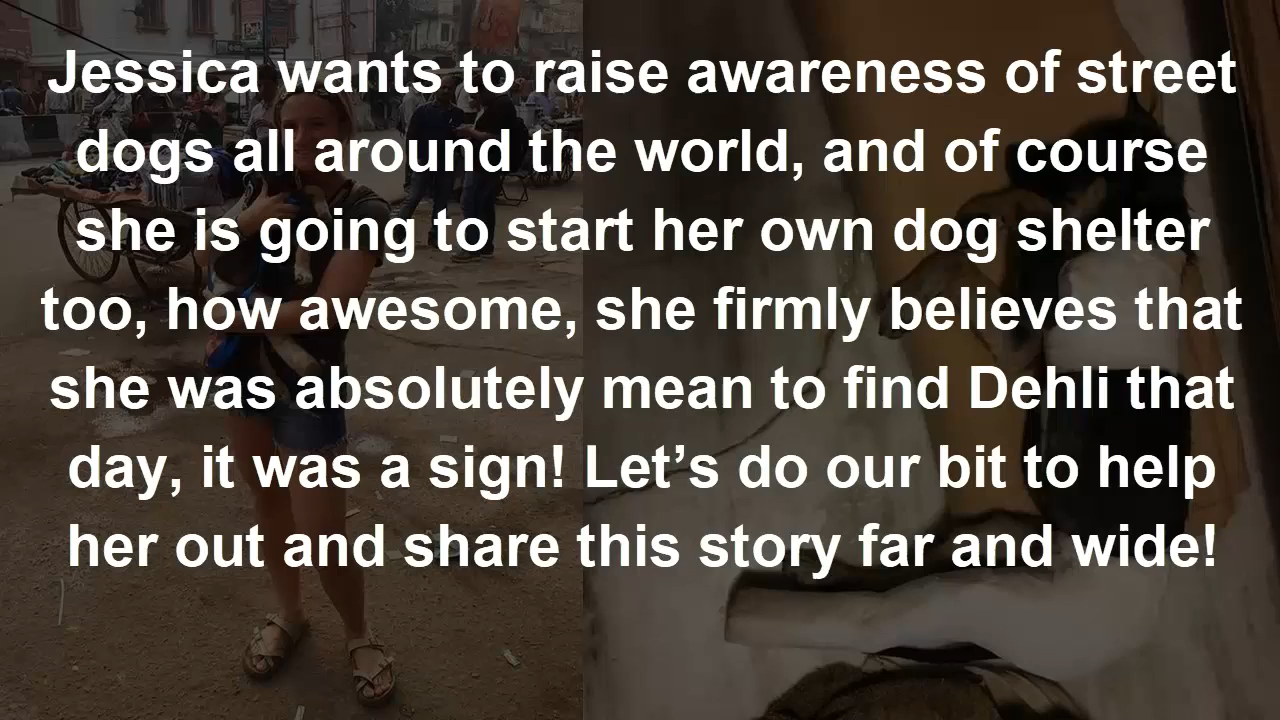 Jessica wants to raise awareness of street
dogs all around the world, and of course
she is going to start her own dog shelter
too, how awesome, she firmly believes that
she was absolutely mean to find Dehli that
day, it was a sign! Let’s do our bit to help
her out and share this story far and wide!